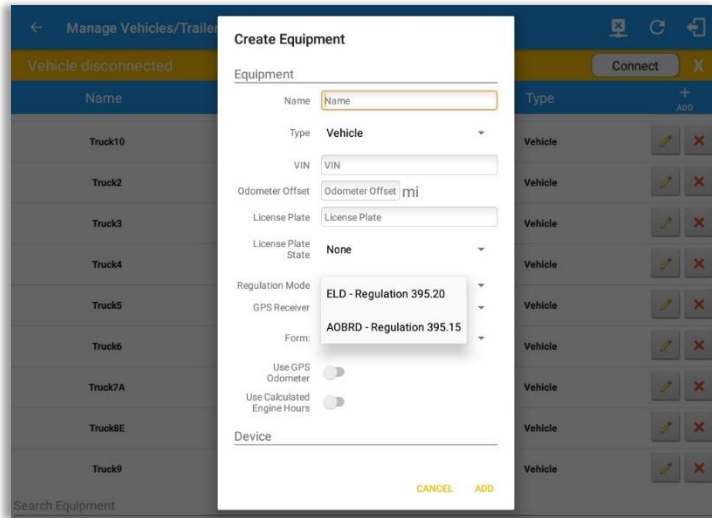 Manage Vehicles/Trailer
Vehicle disconnected
Connect
X
Name
Type
+
ADD
Truck10
Vehicle
Truck2
Vehicle
Truck3
Vehicle
Truck4
Vehicle
Truck5
Vehicle
Truck6
Vehicle
Truck7A
Vehicle
Truck8E
Vehicle
Truck9
Vehicle
Search Equipment
Create Equipment
Equipment
Name Name
Type Vehicle
VIN VIN
Odometer Offset Odometer Offset mi
License Plate License Plate
License Plate
State
None
Regulation Mode
ELD - Regulation 395.20
GPS Receiver
AOBRD - Regulation 395.15
Form:
Use GPS
Odometer
Use Calculated
Engine Hours
Device
CANCEL ADD